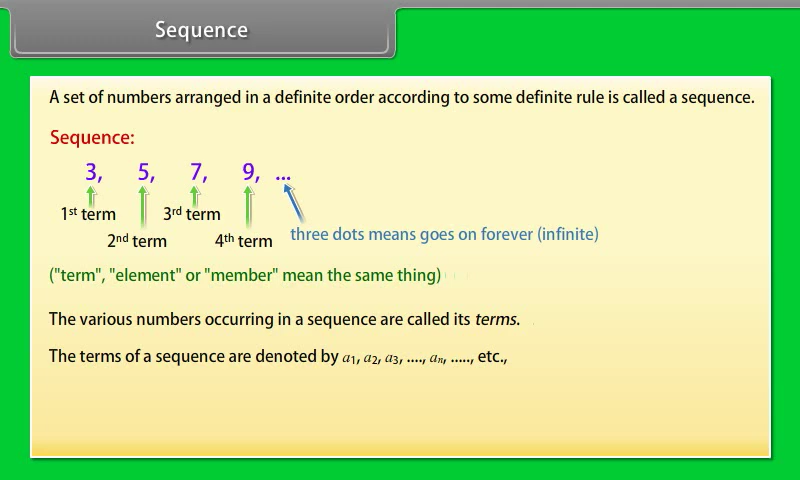 Sequence
A set of numbers arranged in a definite order according to some definite rule is called a sequence.
Sequence:
3, 5, 7, 9, ...
1st term 3rd term
2nd term 4th term three dots means goes on forever (infinite)
("term", "element" or "member" mean the same thing)
The various numbers occurring in a sequence are called its terms.
The terms of a sequence are denoted by a1, a2, a3, ...., an, ....., etc.,